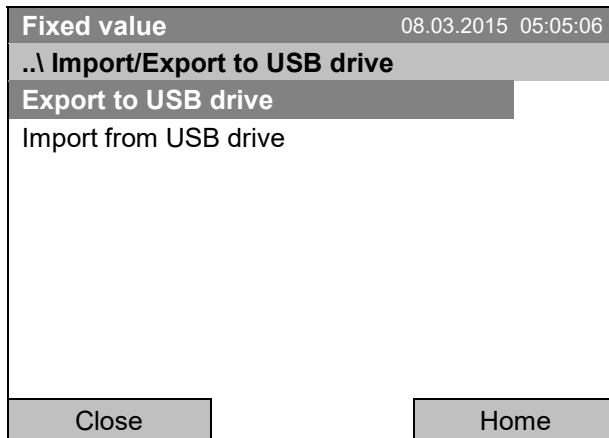 Fixed value 08.03.2015 05:05:06
..\ Import/Export to USB drive
Export to USB drive
Import from USB drive
Close Home